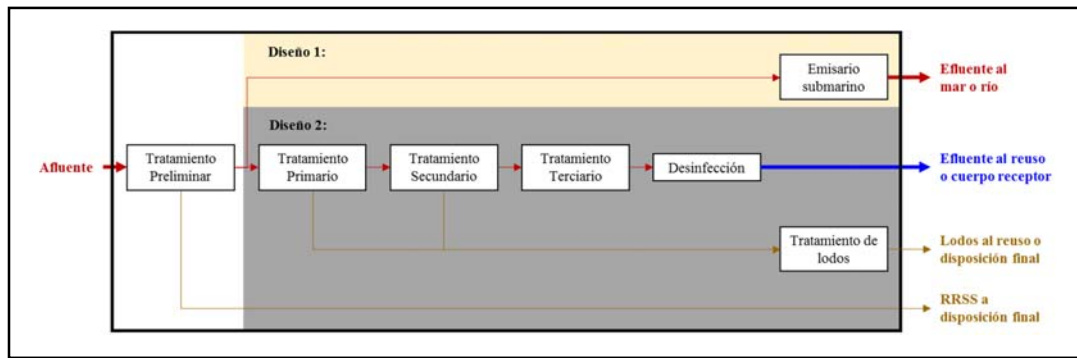 Diseño 1:
Emisario
submarino
Efluente al
mar o río
Diseño 2:
Afluente
Tratamiento
Preliminar
Tratamiento
Primario
Tratamiento
Secundario
Tratamiento
Terciario
Desinfección
Efluente al reuso
o cuerpo receptor
Tratamiento de
lodos
Lodos al reuso o
disposición final
RRSS a
disposición final